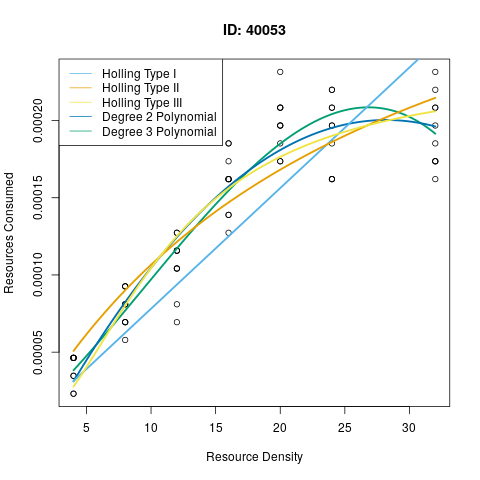 ID: 40053
Holling Type I
Holling Type II
Holling Type III
Degree 2 Polynomial
Degree 3 Polynomial
Resources Consumed
0.00020
0.00015
0.00010
0.00005
5 10 15 20 25 30
Resource Density